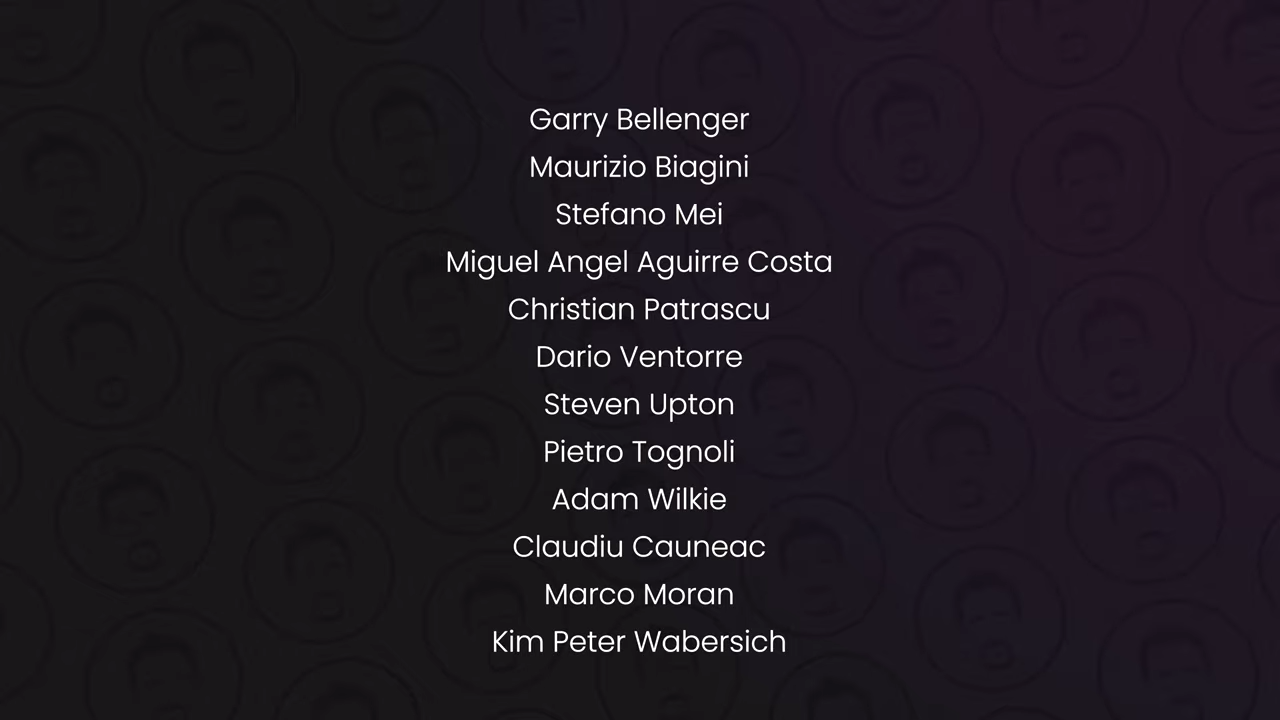 Garry Bellenger
Maurizio Biagini
Stefano Mei
Miguel Angel Aguirre Costa
Christian Patrascu
Dario Ventorre
Steven Upton
Pietro Tognoli
Adam Wilkie
Claudiu Cauneac
Marco Moran
Kim Peter Wabersich